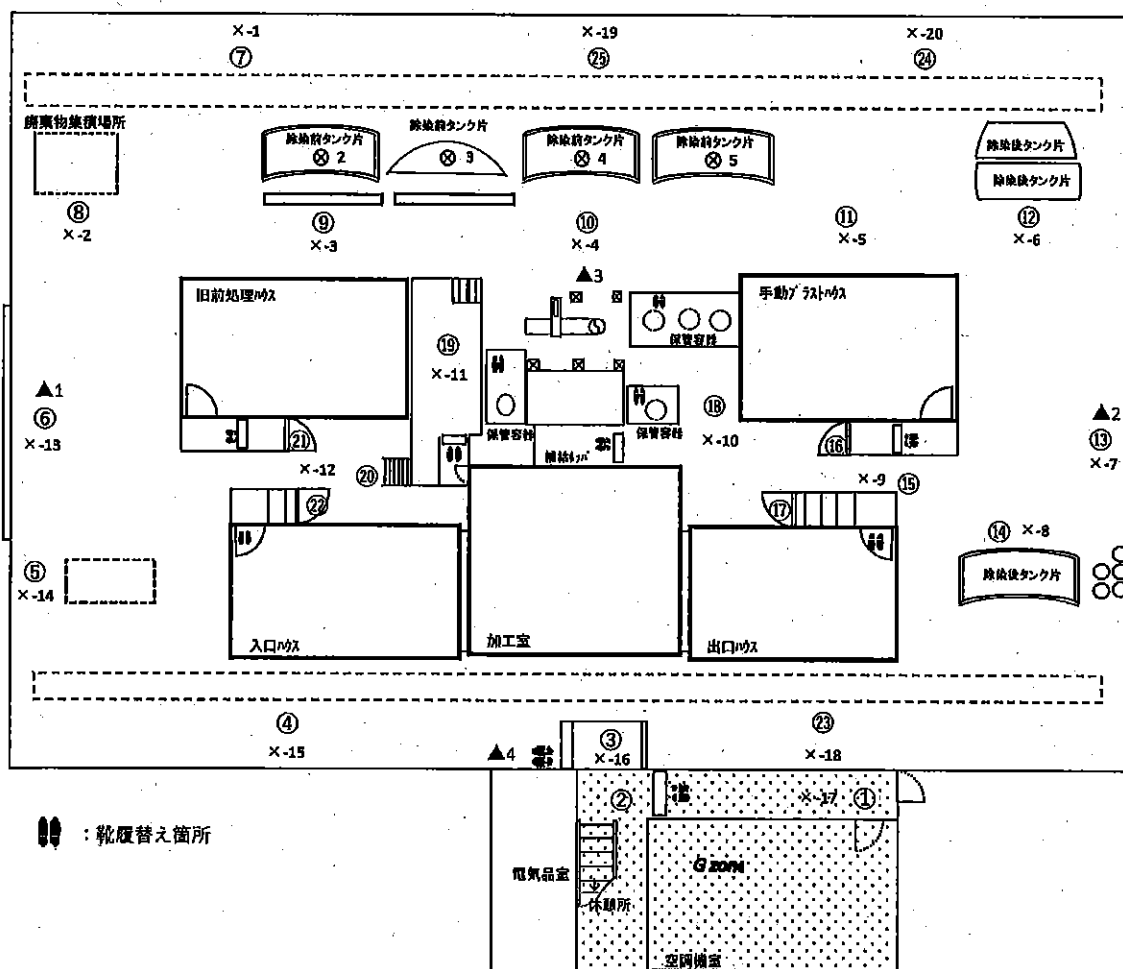 ×-1 ×-19 ×-20
⑦ ㉕ ㉔
廃棄物集積場所
除染前タンク片 除染前タンク片 除染前タンク片 除染前タンク片 除染後タンク片
⊗ 2 ⊗ 3 ⊗ 4 ⊗ 5
除染後タンク片
⑧ ⑨ ⑩ ⑪ ⑫
×-2 ×-3 ×-4 ×-5 ×-6
▲3
旧前処理ハウス 手動ブラストハウス
保管容器
⑲
×-11
▲1 ▲2
⑥ ⑱ ⑬
×-13 ×-10 ×-7
保管容器 保管容器
㉑ ⑯
×-12 ⑳ ×-9 ⑮
㉒ ⑰
⑭ ×-8
⑤
×-14
除染後タンク片
入口ハウス 加工室 出口ハウス
④ ③ ㉓
×-15 ▲4 ×-16 ×-18
② ×-17 ①
: 靴履替え箇所
電気品室 G zone
休憩所
空調機室